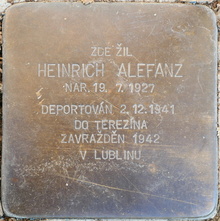 ZDE ŽIL
HEINRICH ALEFANZ
NAR. 19. 7. 1927
DEPORTOVÁN 2.12.1941
DO TEREZÍNA
ZAVRAŽDĚN 1942
V LUBLINU